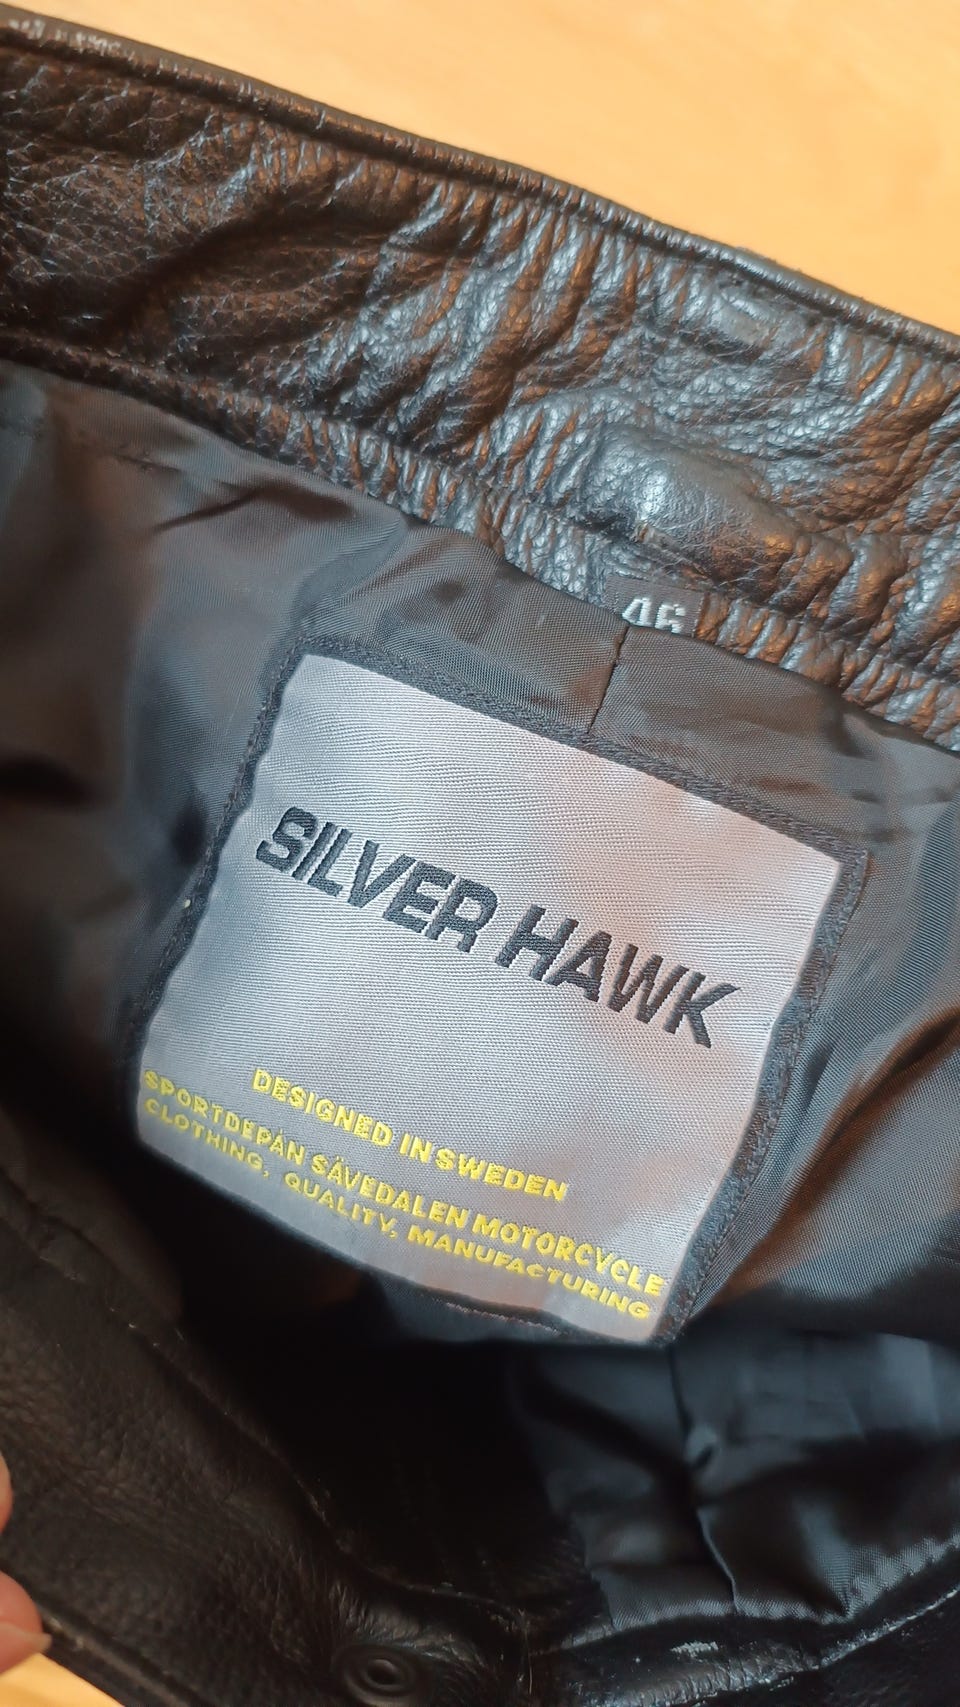 46
SILVER HAWK
DESIGNED IN SWEDEN
SPORTDEPÅN SÄVEDALEN MOTORCYCLE
CLOTHING, QUALITY, MANUFACTURING